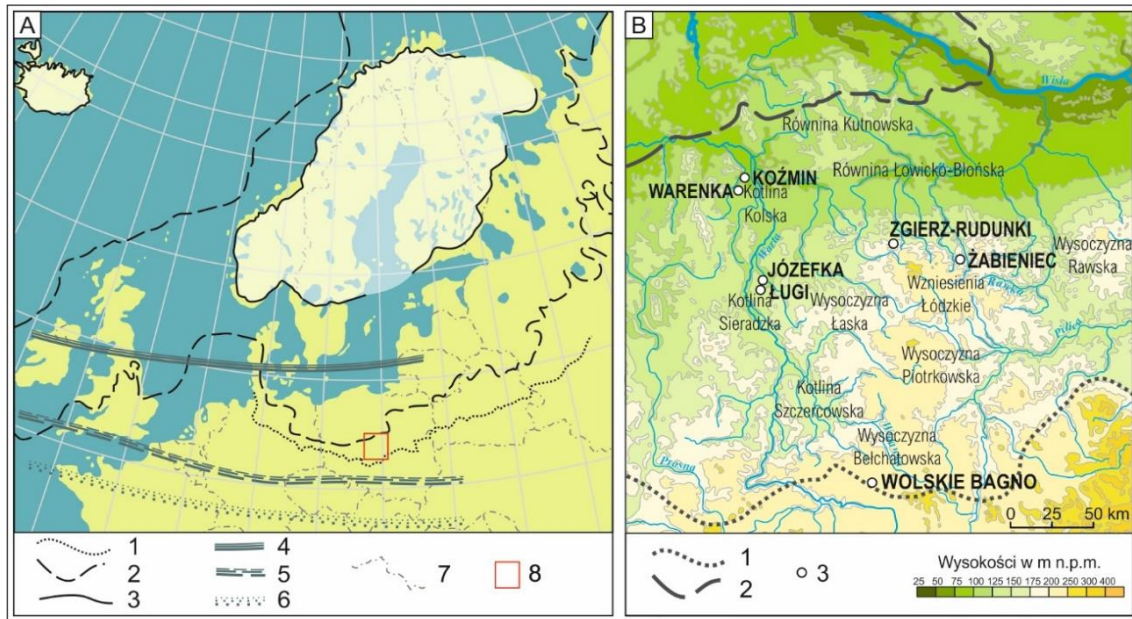 A
1
2
3
4
5
6
7
8
B
Wisła
Równina Kutnowska
Równina Łowicko-Błońska
KOŹMIN
WARENKA
Kotlina
Kolska
Warta
ZGIERZ-RUDUNKI
ŻABIENIEC
Wysoczyzna
Rawska
Rawka
Wzniesienia
Łódzkie
JÓZEFKA
ŁUGI
Kotlina
Sieradzka
Wysoczyzna
Łaska
Pilica
Wysoczyzna
Piotrkowska
Kotlina
Szczercowska
Wysoczyzna
Bełchatowska
Prosna
WOLSKIE BAGNO
0 25 50 km
1
2
3
Wysokości w m n.p.m.
25 50 75 100 125 150 175 200 250 300 400